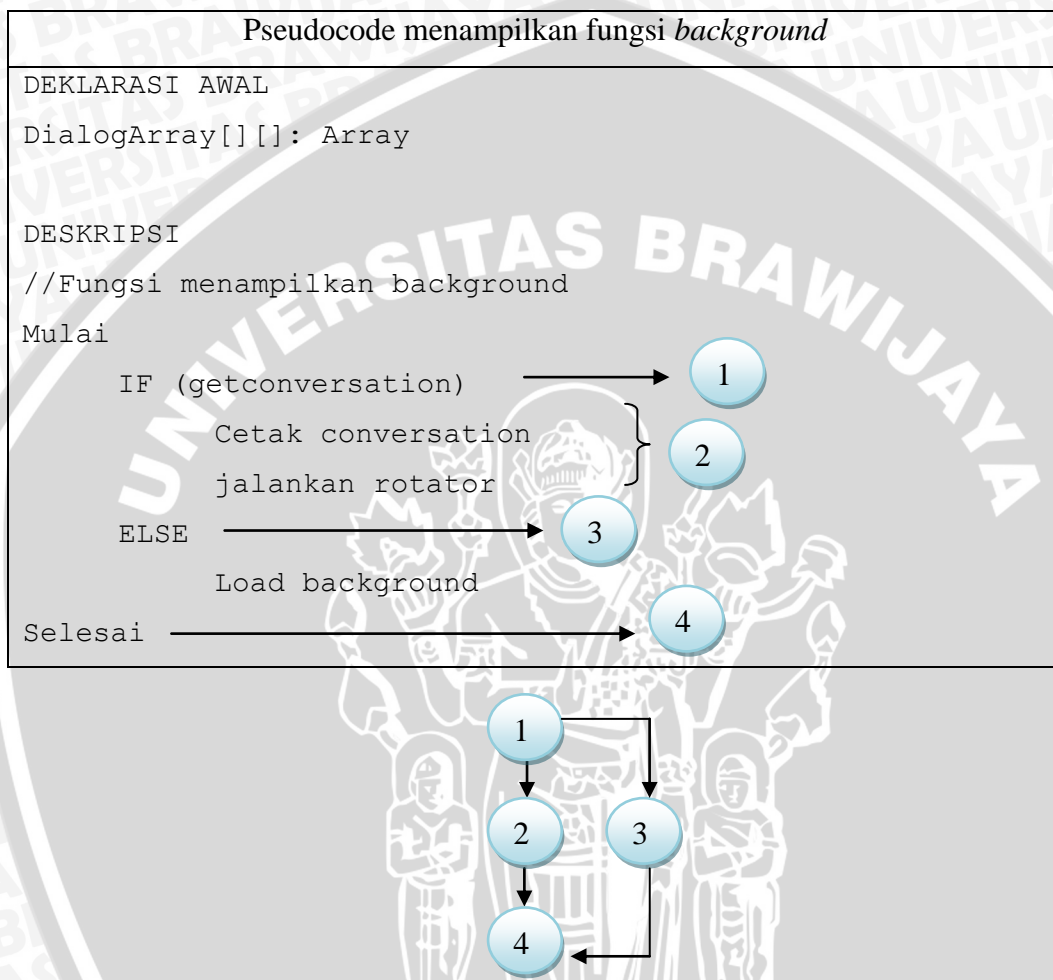 Pseudocode menampilkan fungsi background
DEKLARASI AWAL
DialogArray[][]: Array
DESKRIPSI
//Fungsi menampilkan background
Mulai
IF (getconversation) 1
Cetak conversation
jalankan rotator
2
ELSE 3
Load background
Selesai 4
1
2 3
4
UNIVERSITAS BRAWIJAYA